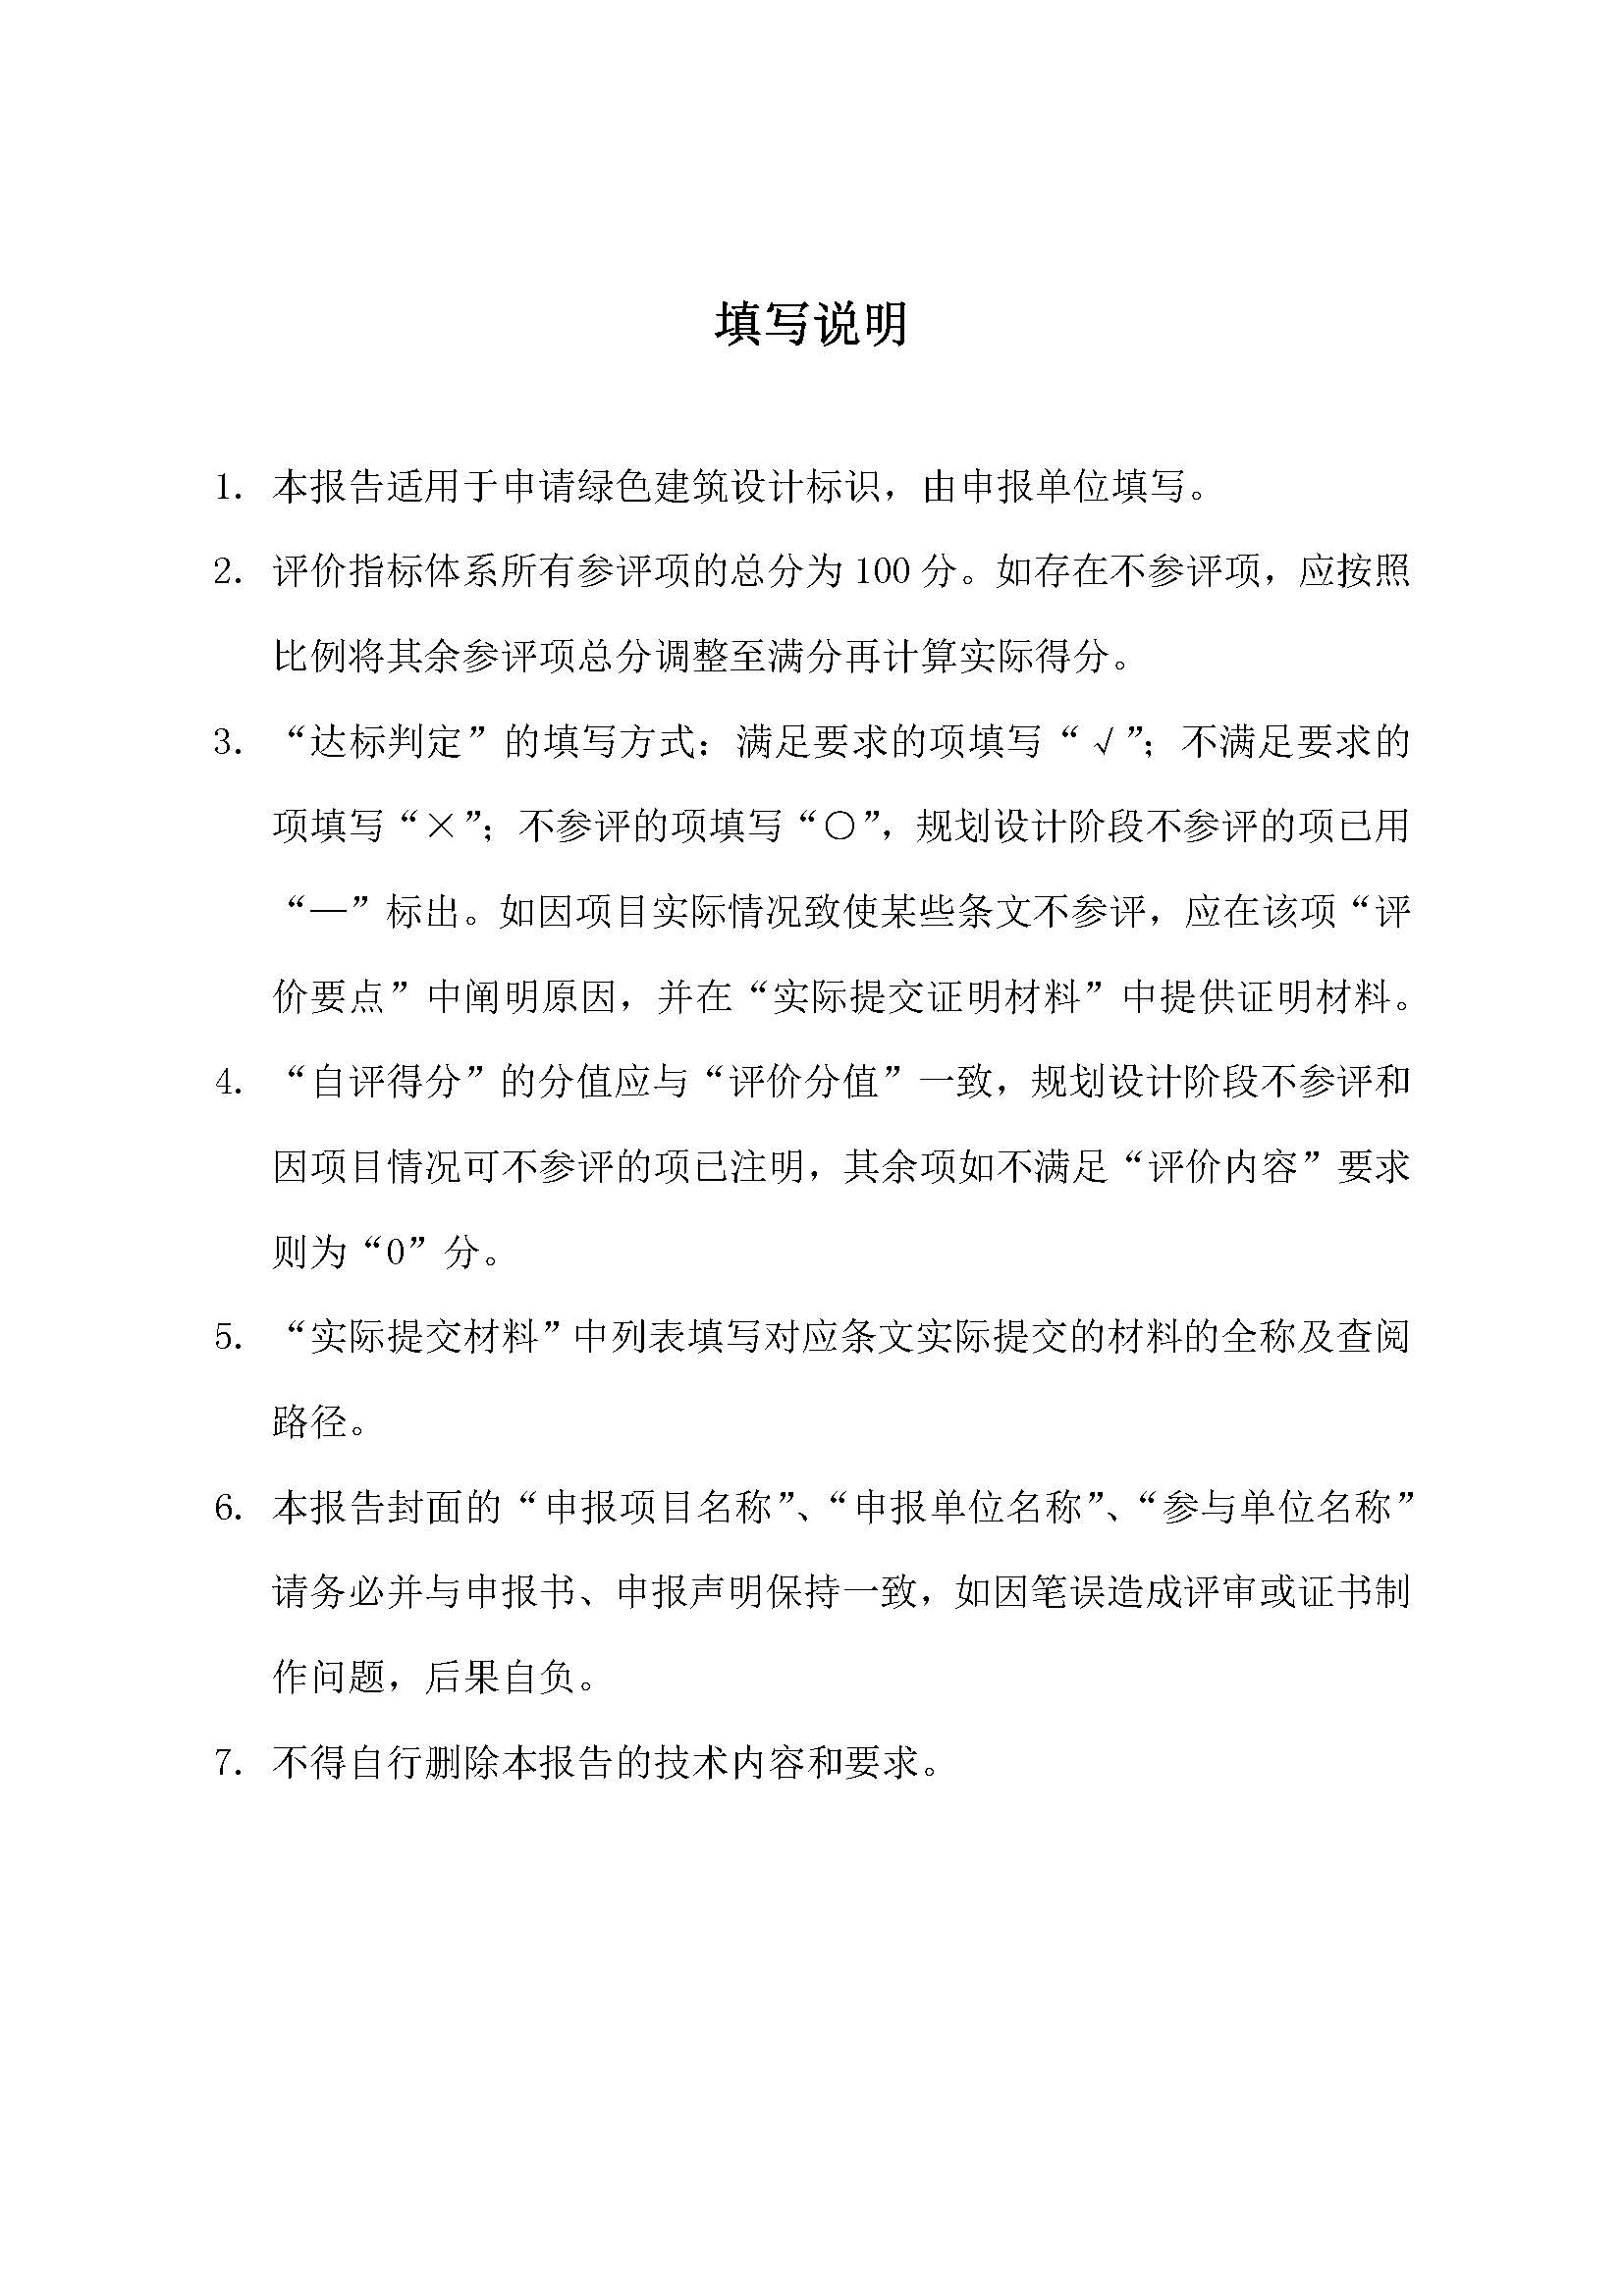 填写说明
1. 本报告适用于申请绿色建筑设计标识，由申报单位填写。
2. 评价指标体系所有参评项的总分为 100 分。如存在不参评项，应按照
比例将其余参评项总分调整至满分再计算实际得分。
3. “达标判定”的填写方式：满足要求的项填写“√”；不满足要求的
项填写“×”；不参评的项填写“○”，规划设计阶段不参评的项已用
“—”标出。如因项目实际情况致使某些条文不参评，应在该项“评
价要点”中阐明原因，并在“实际提交证明材料”中提供证明材料。
4. “自评得分”的分值应与“评价分值”一致，规划设计阶段不参评和
因项目情况可不参评的项已注明，其余项如不满足“评价内容”要求
则为“0”分。
5. “实际提交材料”中列表填写对应条文实际提交的材料的全称及查阅
路径。
6. 本报告封面的“申报项目名称”、“申报单位名称”、“参与单位名称”
请务必并与申报书、申报声明保持一致，如因笔误造成评审或证书制
作问题，后果自负。
7. 不得自行删除本报告的技术内容和要求。